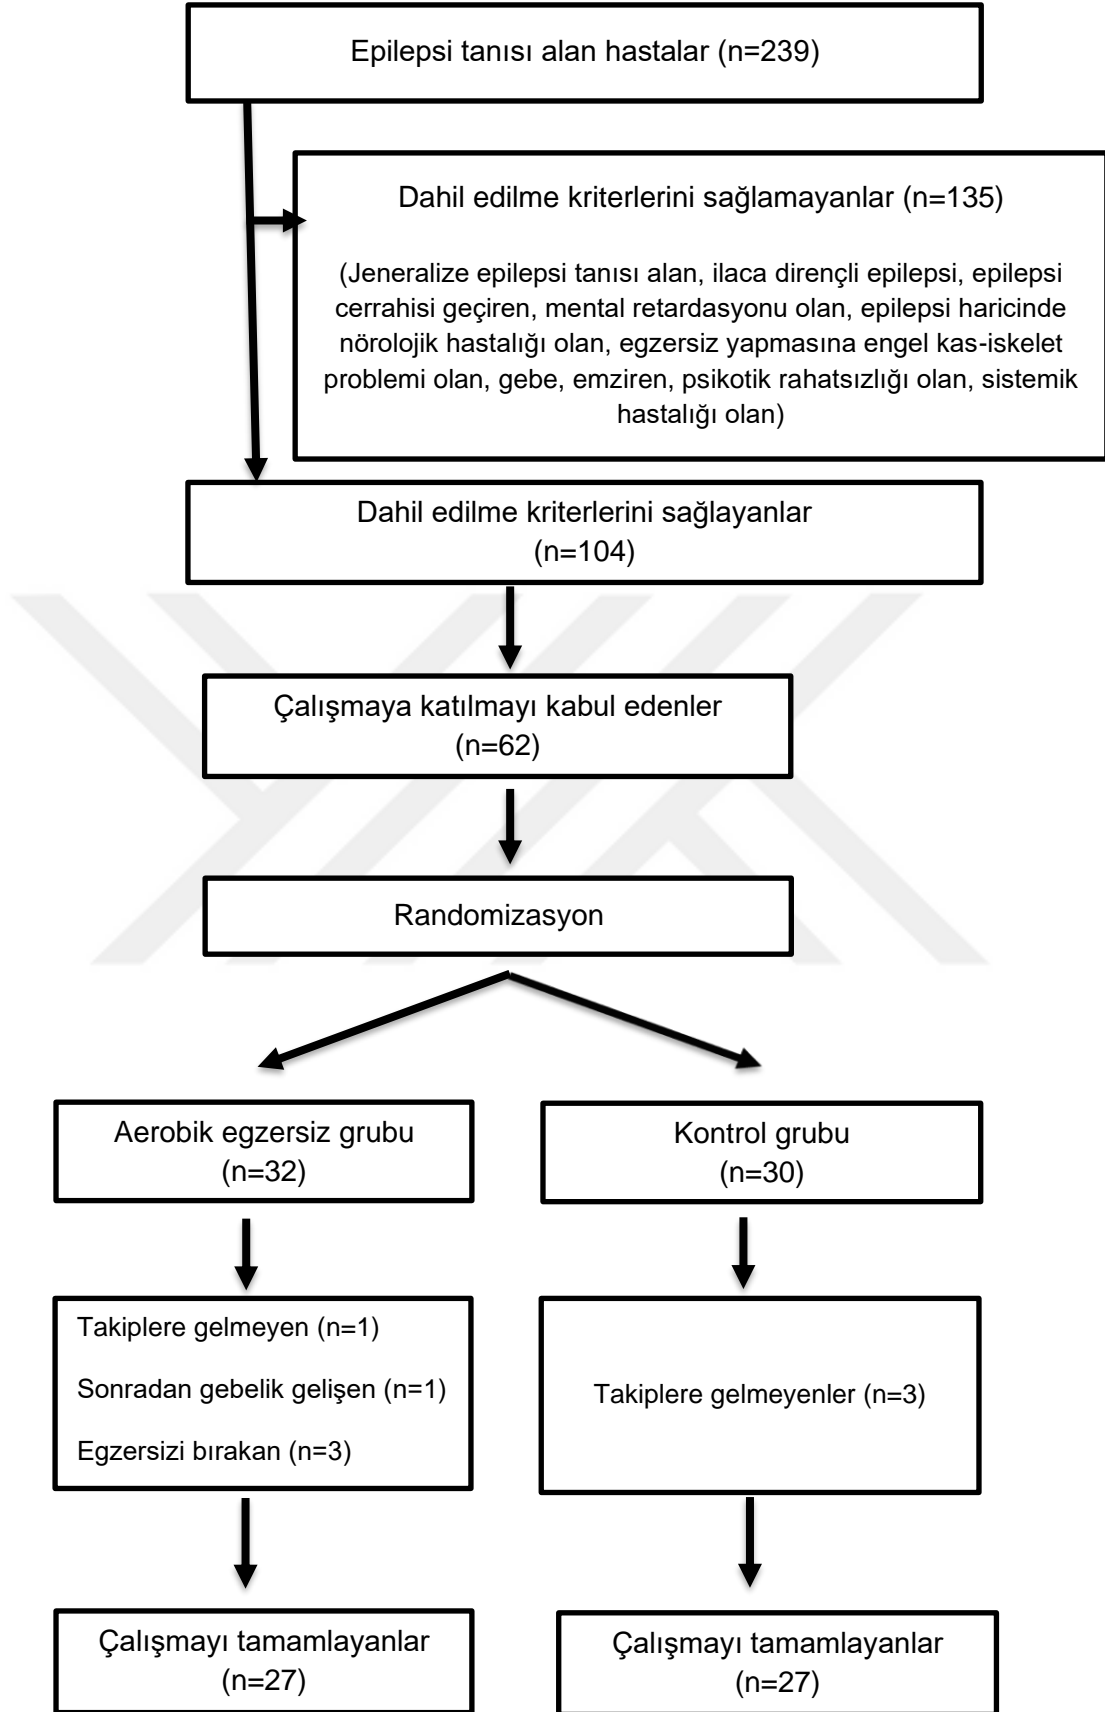 Epilepsi tanısı alan hastalar (n=239)
Dahil edilme kriterlerini sağlamayanlar (n=135)
(Jeneralize epilepsi tanısı alan, ilaca dirençli epilepsi, epilepsi
cerrahisi geçiren, mental retardasyonu olan, epilepsi haricinde
nörolojik hastalığı olan, egzersiz yapmasına engel kas-iskelet
problemi olan, gebe, emziren, psikotik rahatsızlığı olan, sistemik
hastalığı olan)
Dahil edilme kriterlerini sağlayanlar
(n=104)
Çalışmaya katılmayı kabul edenler
(n=62)
Randomizasyon
Aerobik egzersiz grubu
(n=32)
Kontrol grubu
(n=30)
Takiplere gelmeyen (n=1)
Sonradan gebelik gelişen (n=1)
Egzersizi bırakan (n=3)
Takiplere gelmeyenler (n=3)
Çalışmayı tamamlayanlar
(n=27)
Çalışmayı tamamlayanlar
(n=27)